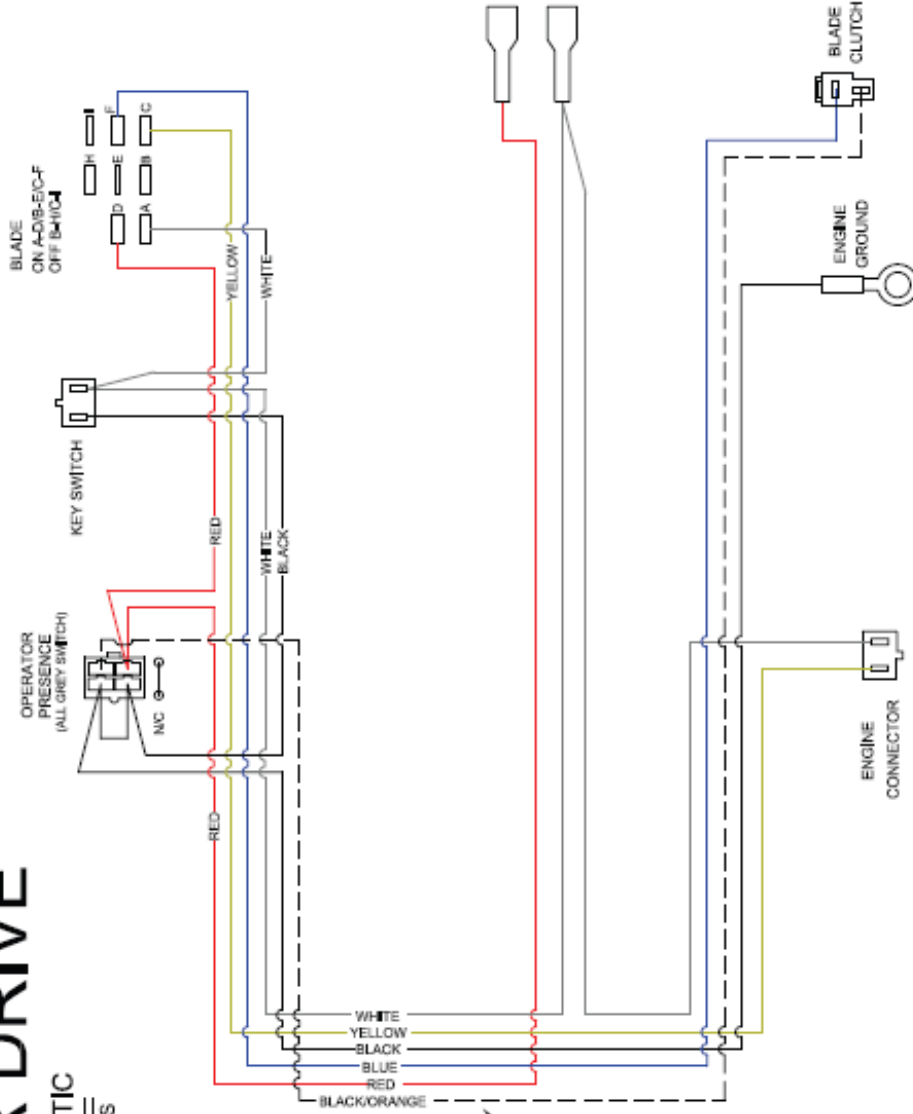 BLADE
ON A-D/B-E/C-F
OFF B-H/C-I
I
H
F
E
D
C
B
A
KEY SWITCH
OPERATOR
PRESENCE
(ALL GREY SWITCH)
N/C
RED
YELLOW
WHITE
WHITE
BLACK
RED
DRIVE
TIC
WHITE
YELLOW
BLACK
BLUE
RED
BLACK/ORANGE
BLADE
CLUTCH
ENGINE
GROUND
ENGINE
CONNECTOR